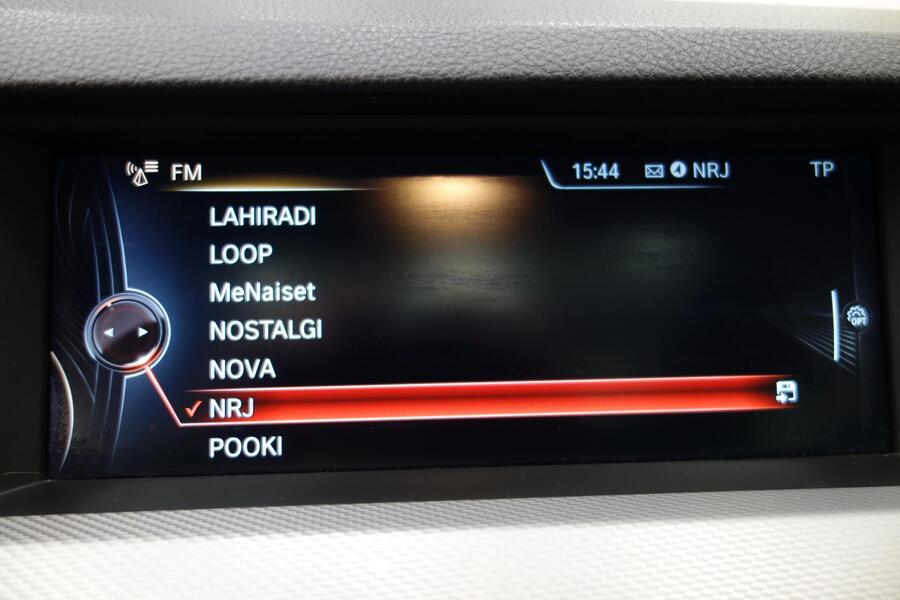 FM 15:44 NRJ TP
LAHIRADI
LOOP
MeNaiset
NOSTALGI
NOVA
NRJ
POOKI
OPT